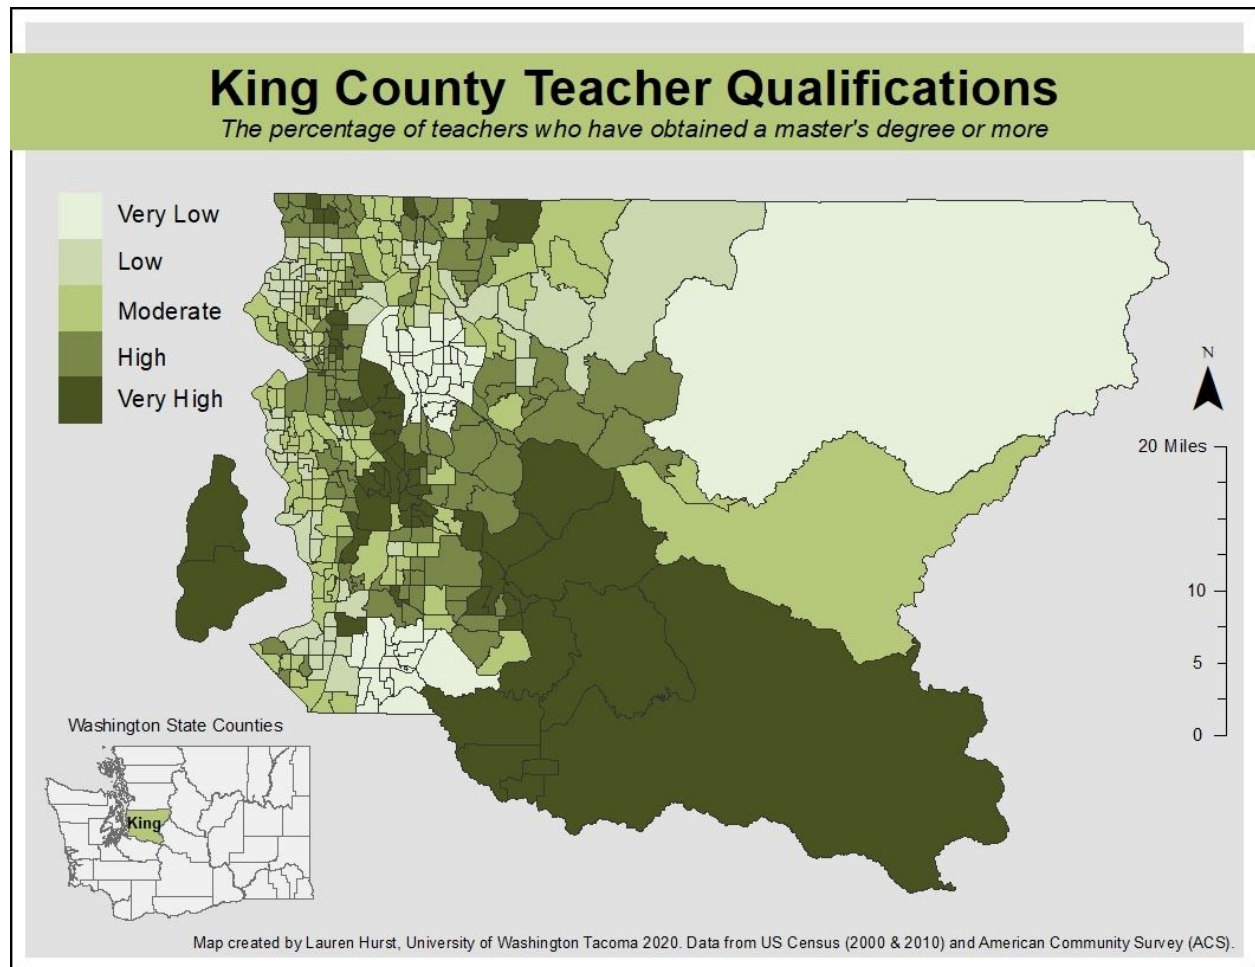 King County Teacher Qualifications
The percentage of teachers who have obtained a master's degree or more
Very Low
Low
Moderate
High
Very High
N
20 Miles
10
5
0
Washington State Counties
King
Map created by Lauren Hurst, University of Washington Tacoma 2020. Data from US Census (2000 & 2010) and American Community Survey (ACS).